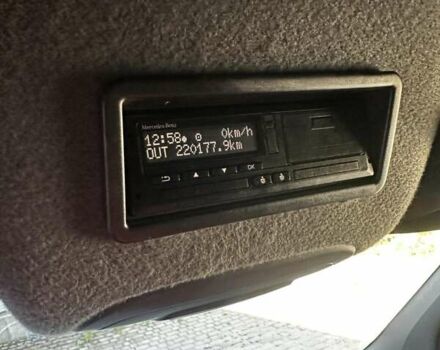 Mercedes-Benz
12:58 0km/h
OUT 220177.9km
OK